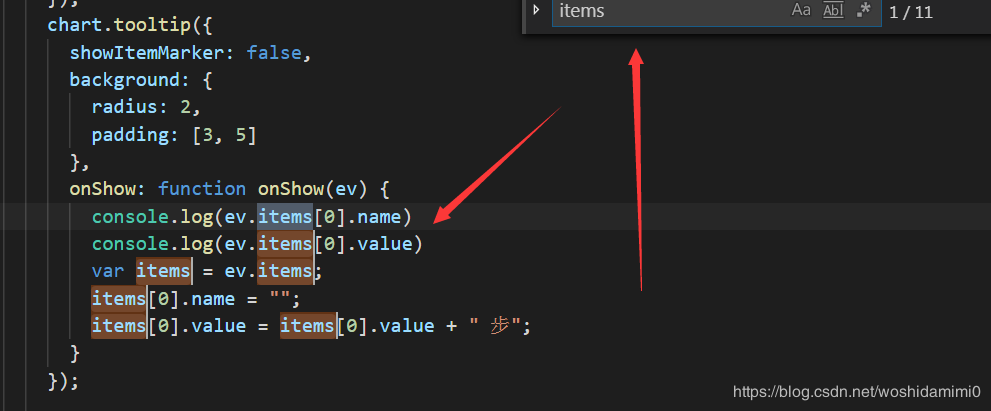 });
items Aa Abl .* 1 / 11
chart.tooltip({
showItemMarker: false,
background: {
radius: 2,
padding: [3, 5]
},
onShow: function onShow(ev) {
console.log(ev.items[0].name)
console.log(ev.items[0].value)
var items = ev.items;
items[0].name = "";
items[0].value = items[0].value + " 步";
}
});
https://blog.csdn.net/woshidamimi0